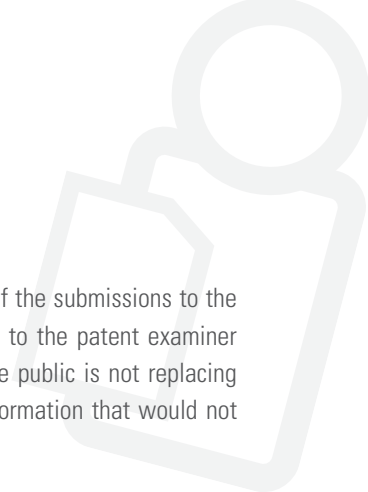 f the submissions to the
to the patent examiner
e public is not replacing
ormation that would not